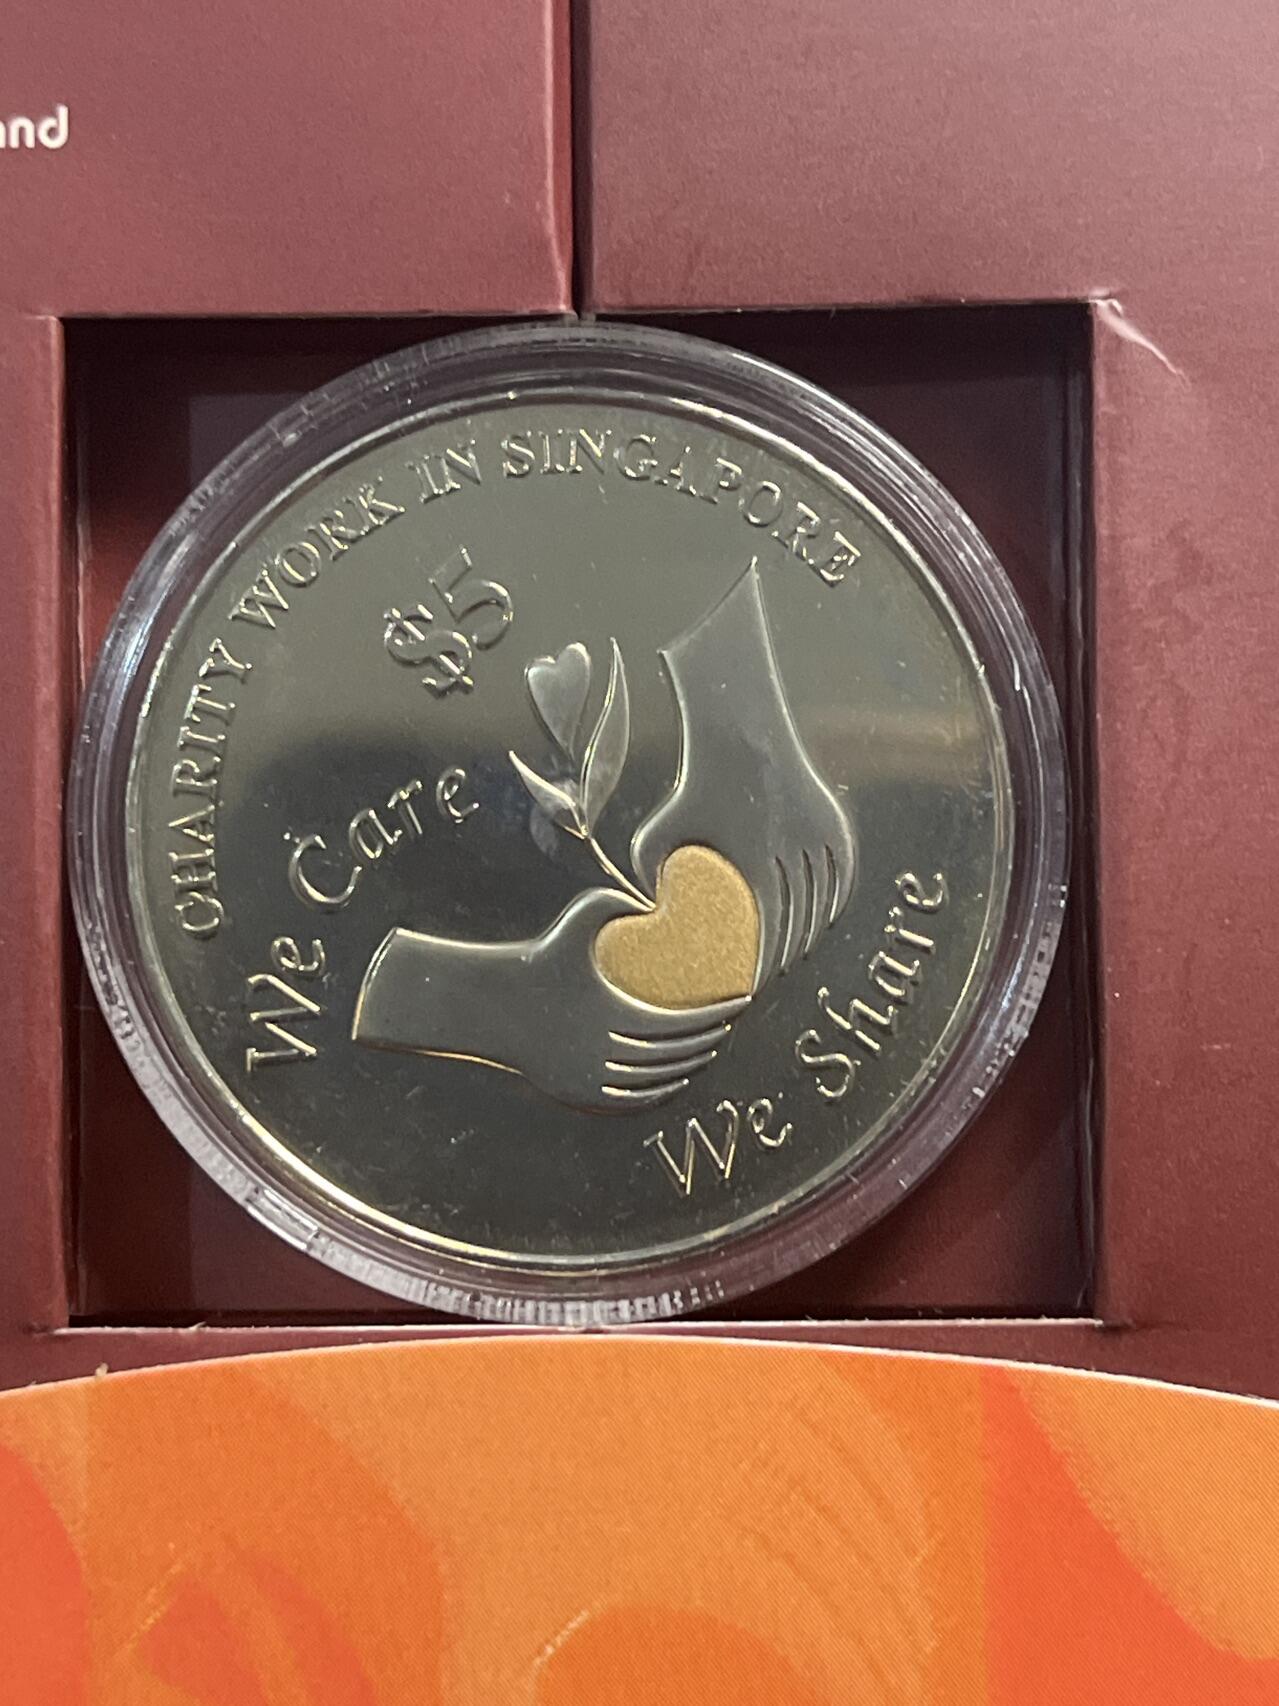 and
CHARITY WORK IN SINGAPORE
$5
We Care
We Share